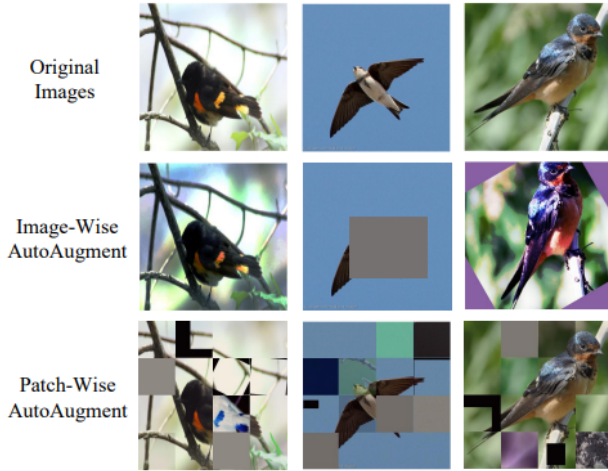 Original
Images
Image-Wise
AutoAugment
Patch-Wise
AutoAugment